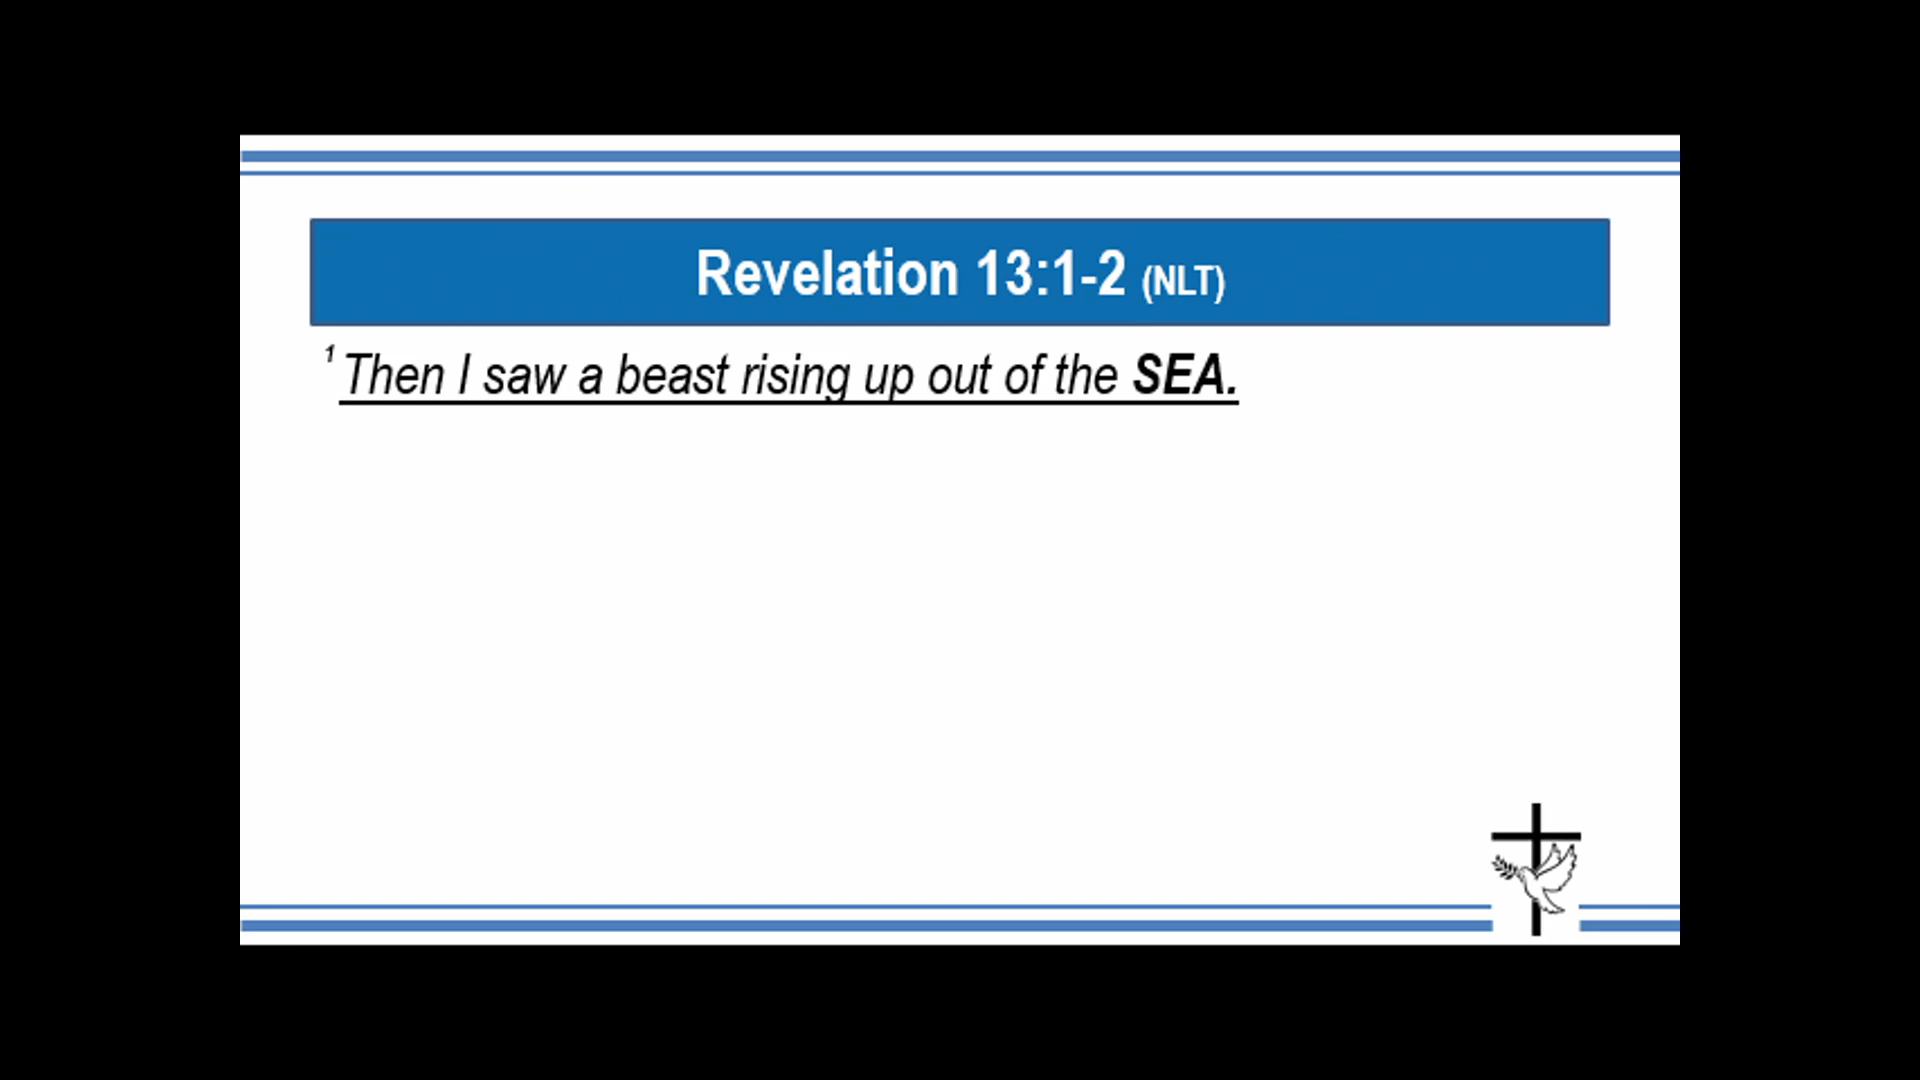 Revelation 13:1-2 (NLT)
1 Then I saw a beast rising up out of the SEA.